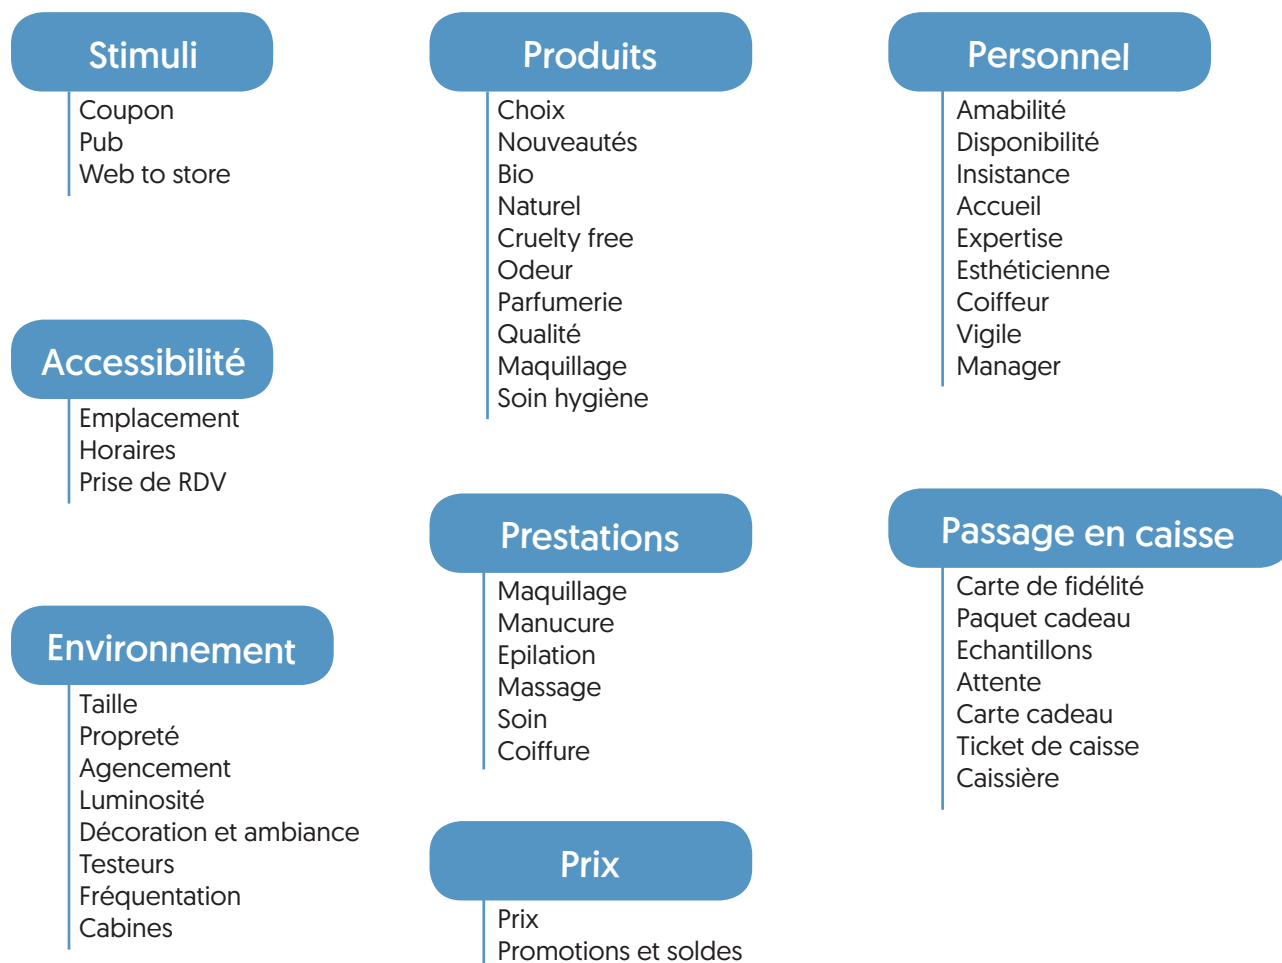 Stimuli
Coupon
Pub
Web to store
Accessibilité
Emplacement
Horaires
Prise de RDV
Environnement
Taille
Propreté
Agencement
Luminosité
Décoration et ambiance
Testeurs
Fréquentation
Cabines
Produits
Choix
Nouveautés
Bio
Naturel
Cruelty free
Odeur
Parfumerie
Qualité
Maquillage
Soin hygiène
Prestations
Maquillage
Manucure
Epilation
Massage
Soin
Coiffure
Prix
Prix
Promotions et soldes
Personnel
Amabilité
Disponibilité
Insistance
Accueil
Expertise
Esthéticienne
Coiffeur
Vigile
Manager
Passage en caisse
Carte de fidélité
Paquet cadeau
Echantillons
Attente
Carte cadeau
Ticket de caisse
Caissière